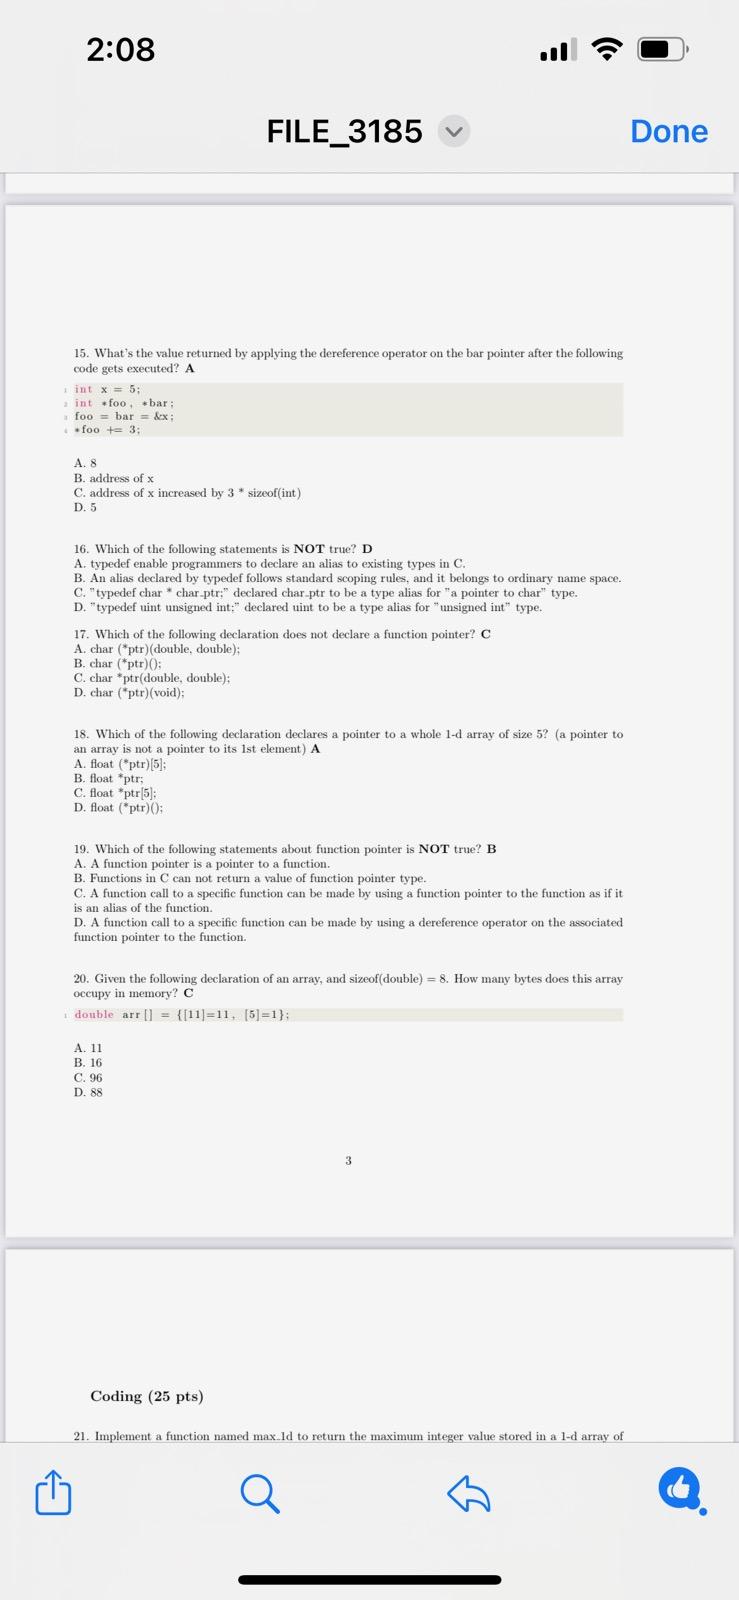 2:08
FILE_3185
Done
15. What's the value returned by applying the dereference operator on the bar pointer after the following
code gets executed? A
1 int x = 5;
2 int *foo, *bar;
3 foo = bar = &x;
4 *foo += 3;
A. 8
B. address of x
C. address of x increased by 3 * sizeof(int)
D. 5
16. Which of the following statements is NOT true? D
A. typedef enable programmers to declare an alias to existing types in C.
B. An alias declared by typedef follows standard scoping rules, and it belongs to ordinary name space.
C. "typedef char * char_ptr;" declared char_ptr to be a type alias for "a pointer to char" type.
D. "typedef uint unsigned int;" declared uint to be a type alias for "unsigned int" type.
17. Which of the following declaration does not declare a function pointer? C
A. char (*ptr)(double, double);
B. char (*ptr)();
C. char *ptr(double, double);
D. char (*ptr)(void);
18. Which of the following declaration declares a pointer to a whole 1-d array of size 5? (a pointer to
an array is not a pointer to its 1st element) A
A. float (*ptr)[5];
B. float *ptr;
C. float *ptr[5];
D. float (*ptr)();
19. Which of the following statements about function pointer is NOT true? B
A. A function pointer is a pointer to a function.
B. Functions in C can not return a value of function pointer type.
C. A function call to a specific function can be made by using a function pointer to the function as if it
is an alias of the function.
D. A function call to a specific function can be made by using a dereference operator on the associated
function pointer to the function.
20. Given the following declaration of an array, and sizeof(double) = 8. How many bytes does this array
occupy in memory? C
1 double arr[] = {[11]=11, [5]=1};
A. 11
B. 16
C. 96
D. 88
3
Coding (25 pts)
21. Implement a function named max_1d to return the maximum integer value stored in a 1-d array of